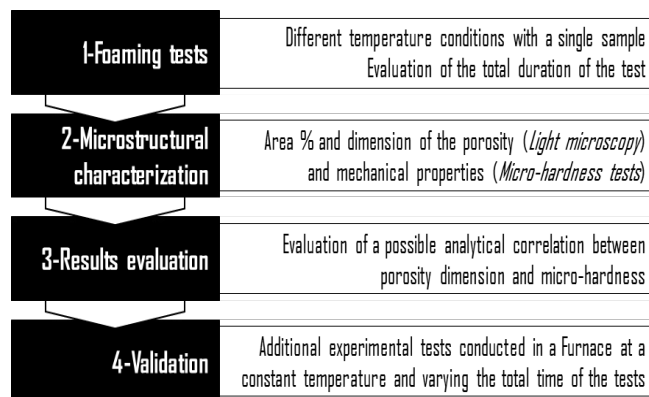 1-Foaming tests
Different temperature conditions with a single sample
Evaluation of the total duration of the test
2-Microstructural
characterization
Area % and dimension of the porosity (Light microscopy)
and mechanical properties (Micro-hardness tests)
3-Results evaluation
Evaluation of a possible analytical correlation between
porosity dimension and micro-hardness
4-Validation
Additional experimental tests conducted in a Furnace at a
constant temperature and varying the total time of the tests